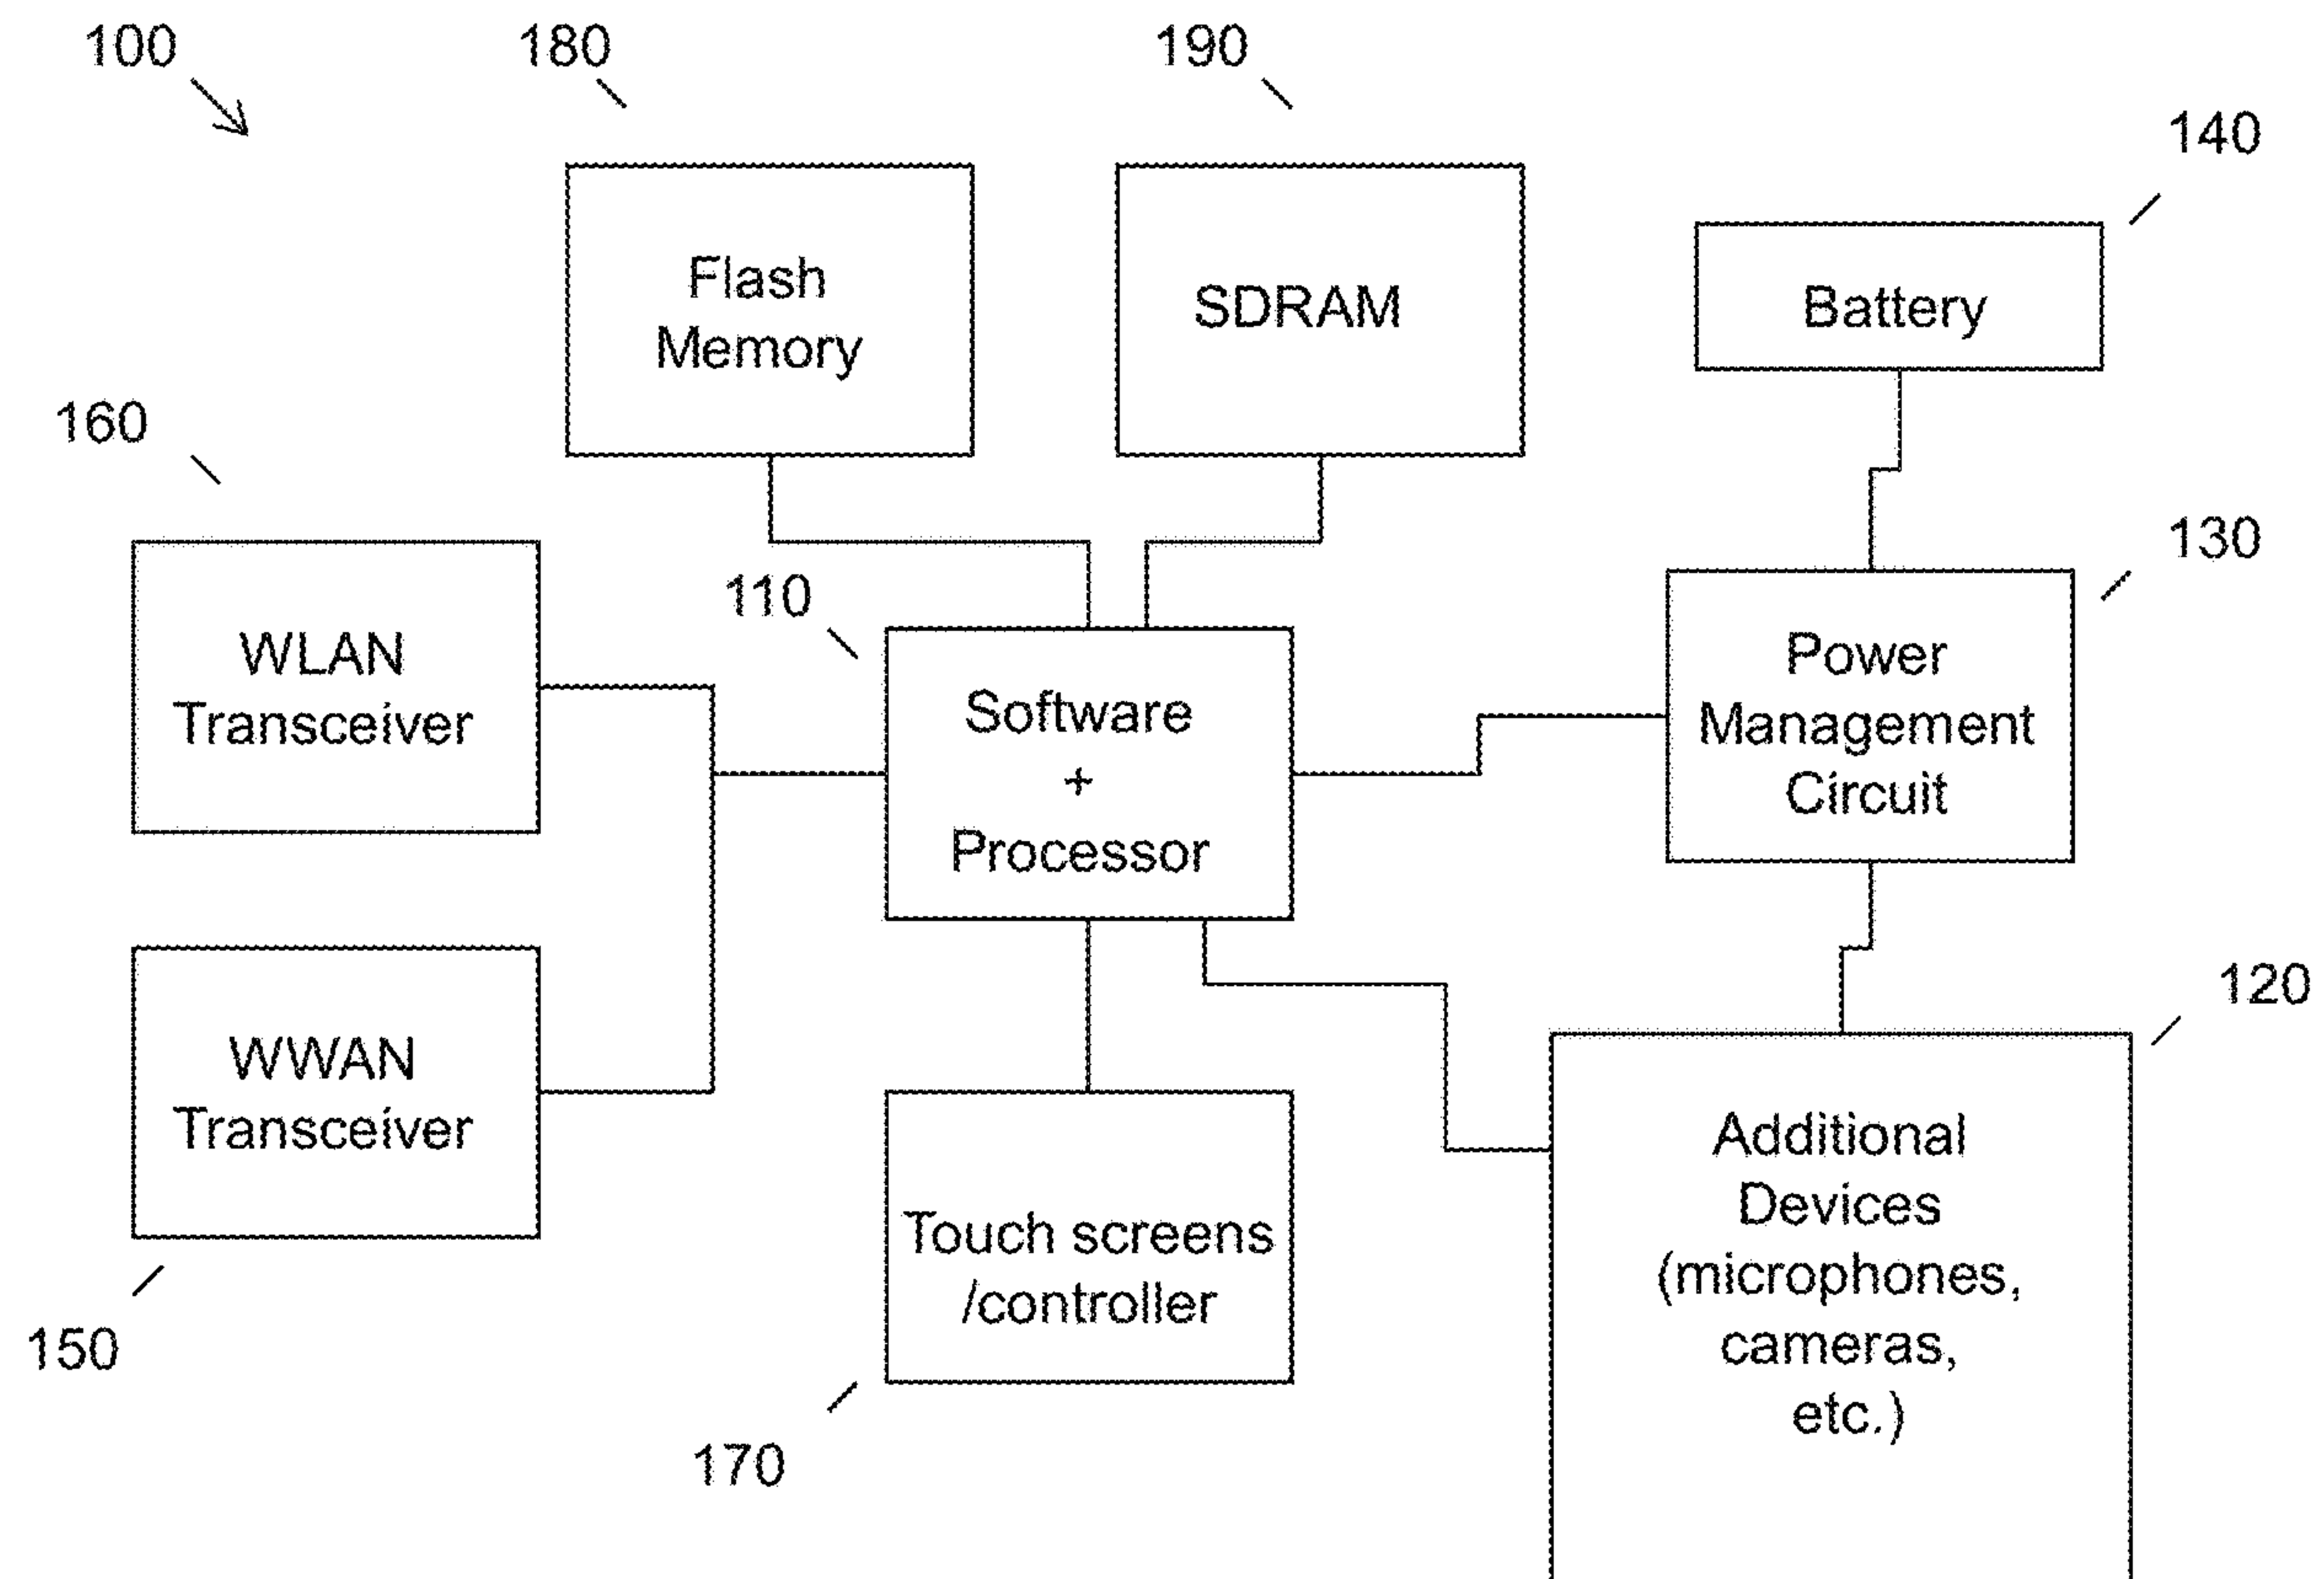 100
180
190
140
Flash
Memory
SDRAM
Battery
160
130
110
WLAN
Transceiver
Software
+
Processor
Power
Management
Circuit
120
WWAN
Transceiver
Touch screens
/controller
Additional
Devices
(microphones,
cameras,
etc.)
150
170